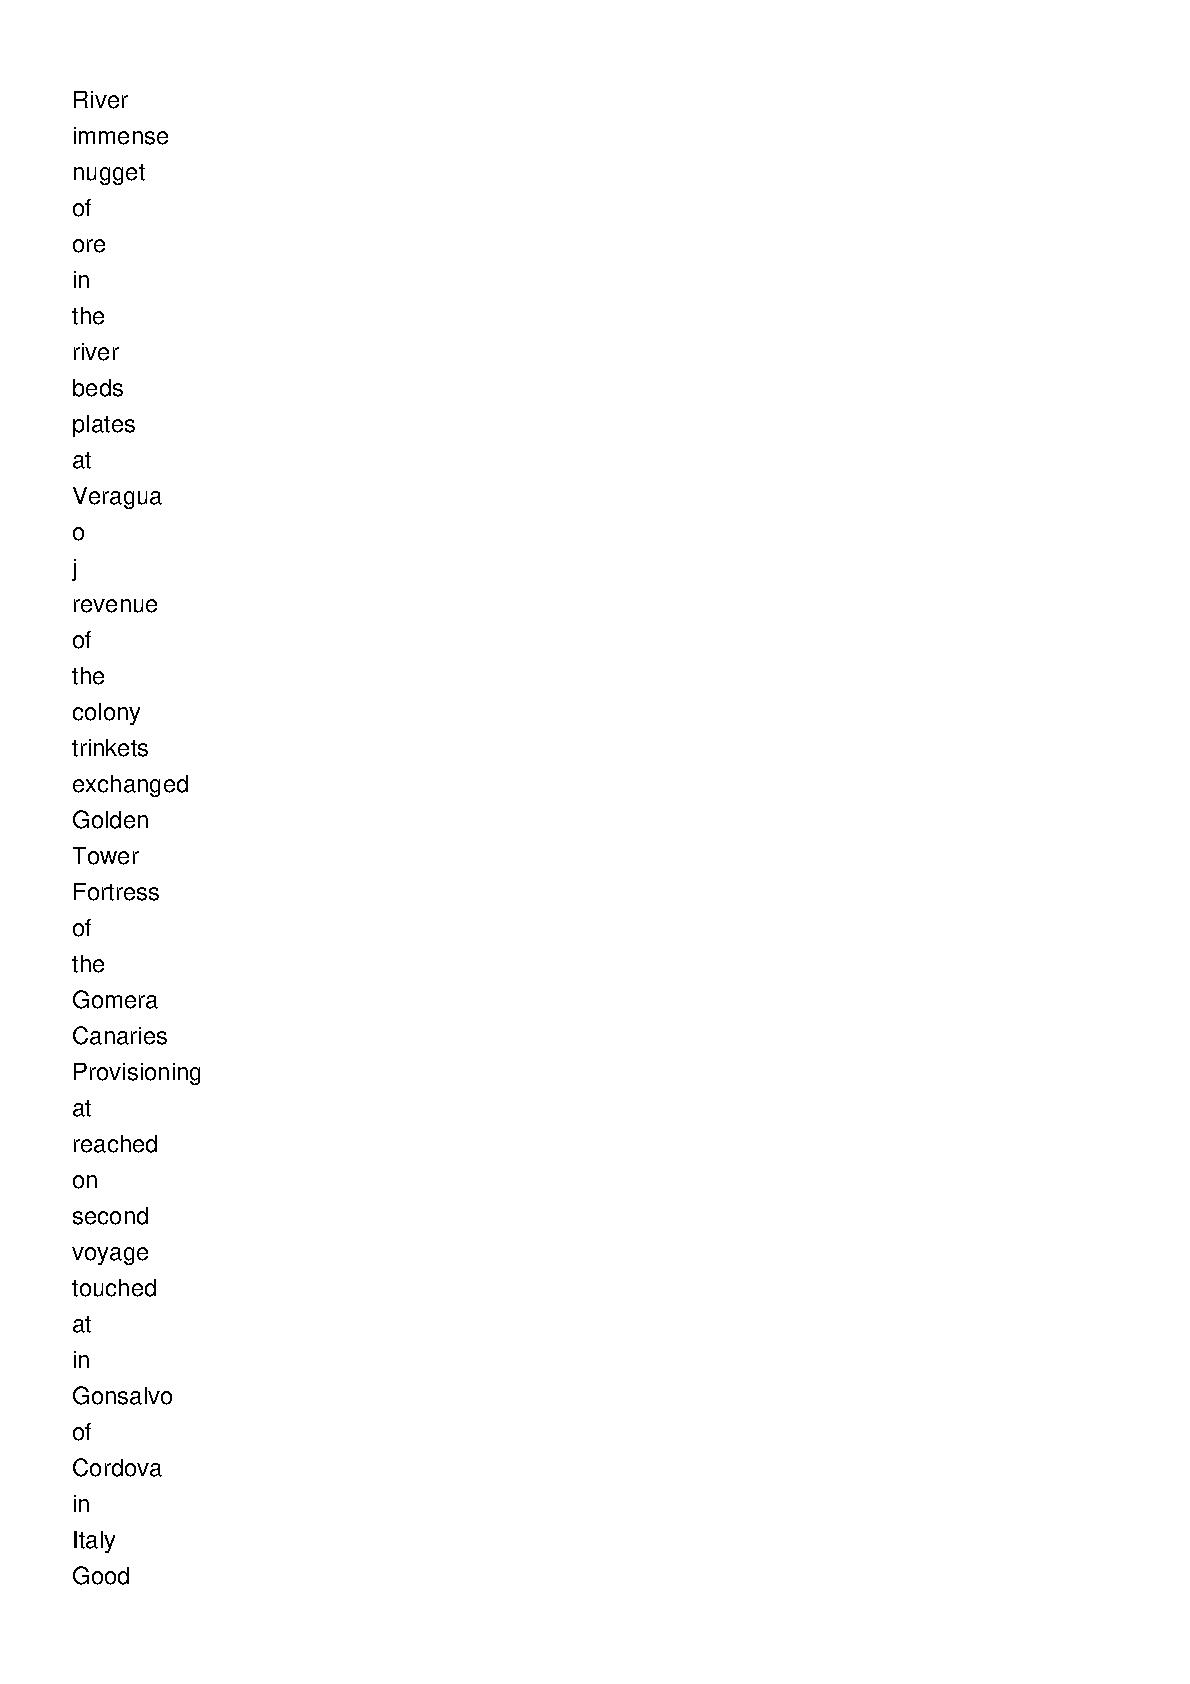 River
immense
nugget
of
ore
in
the
river
beds
plates
at
Veragua
o
j
revenue
of
the
colony
trinkets
exchanged
Golden
Tower
Fortress
of
the
Gomera
Canaries
Provisioning
at
reached
on
second
voyage
touched
at
in
Gonsalvo
of
Cordova
in
Italy
Good